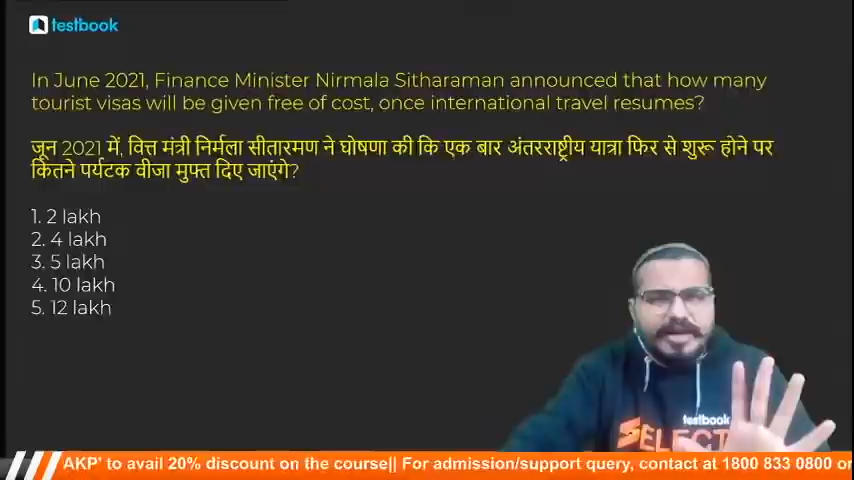 testbook
In June 2021, Finance Minister Nirmala Sitharaman announced that how many
tourist visas will be given free of cost, once international travel resumes?
जून 2021 में, वित्त मंत्री निर्मला सीतारमण ने घोषणा की कि एक बार अंतरराष्ट्रीय यात्रा फिर से शुरू होने पर
कितने पर्यटक वीजा मुफ्त दिए जाएंगे?
1. 2 lakh
2. 4 lakh
3. 5 lakh
4. 10 lakh
5. 12 lakh
testbook
SELECT
AKP' to avail 20% discount on the course|| For admission/support query, contact at 1800 833 0800 or